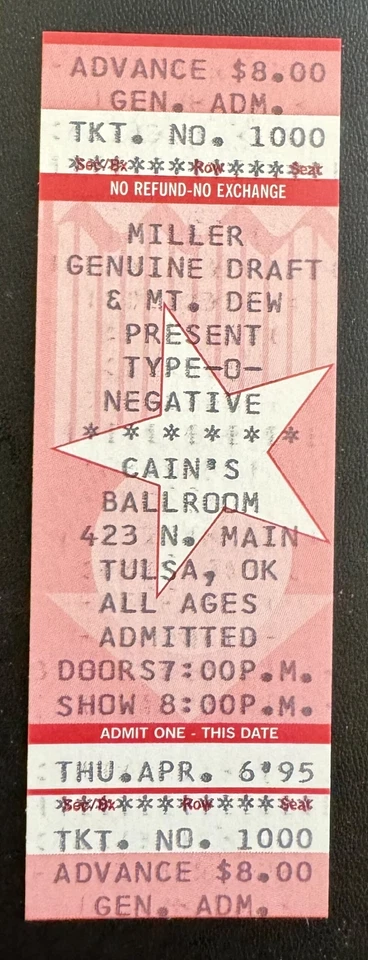 ADVANCE $8.00
GEN. ADM.
TKT. NO. 1000
Sec/Bx ***** Row ***** Seat
NO REFUND-NO EXCHANGE
MILLER
GENUINE DRAFT
& MT. DEW
PRESENT
TYPE-O-
NEGATIVE
* * * * * *
CAIN'S
BALLROOM
423 N. MAIN
TULSA, OK
ALL AGES
ADMITTED
DOORS7:00P.M.
SHOW 8:00P.M.
ADMIT ONE - THIS DATE
THU.APR. 6'95
Sec/Bx ***** Row ***** Seat
TKT. NO. 1000
ADVANCE $8.00
GEN. ADM.